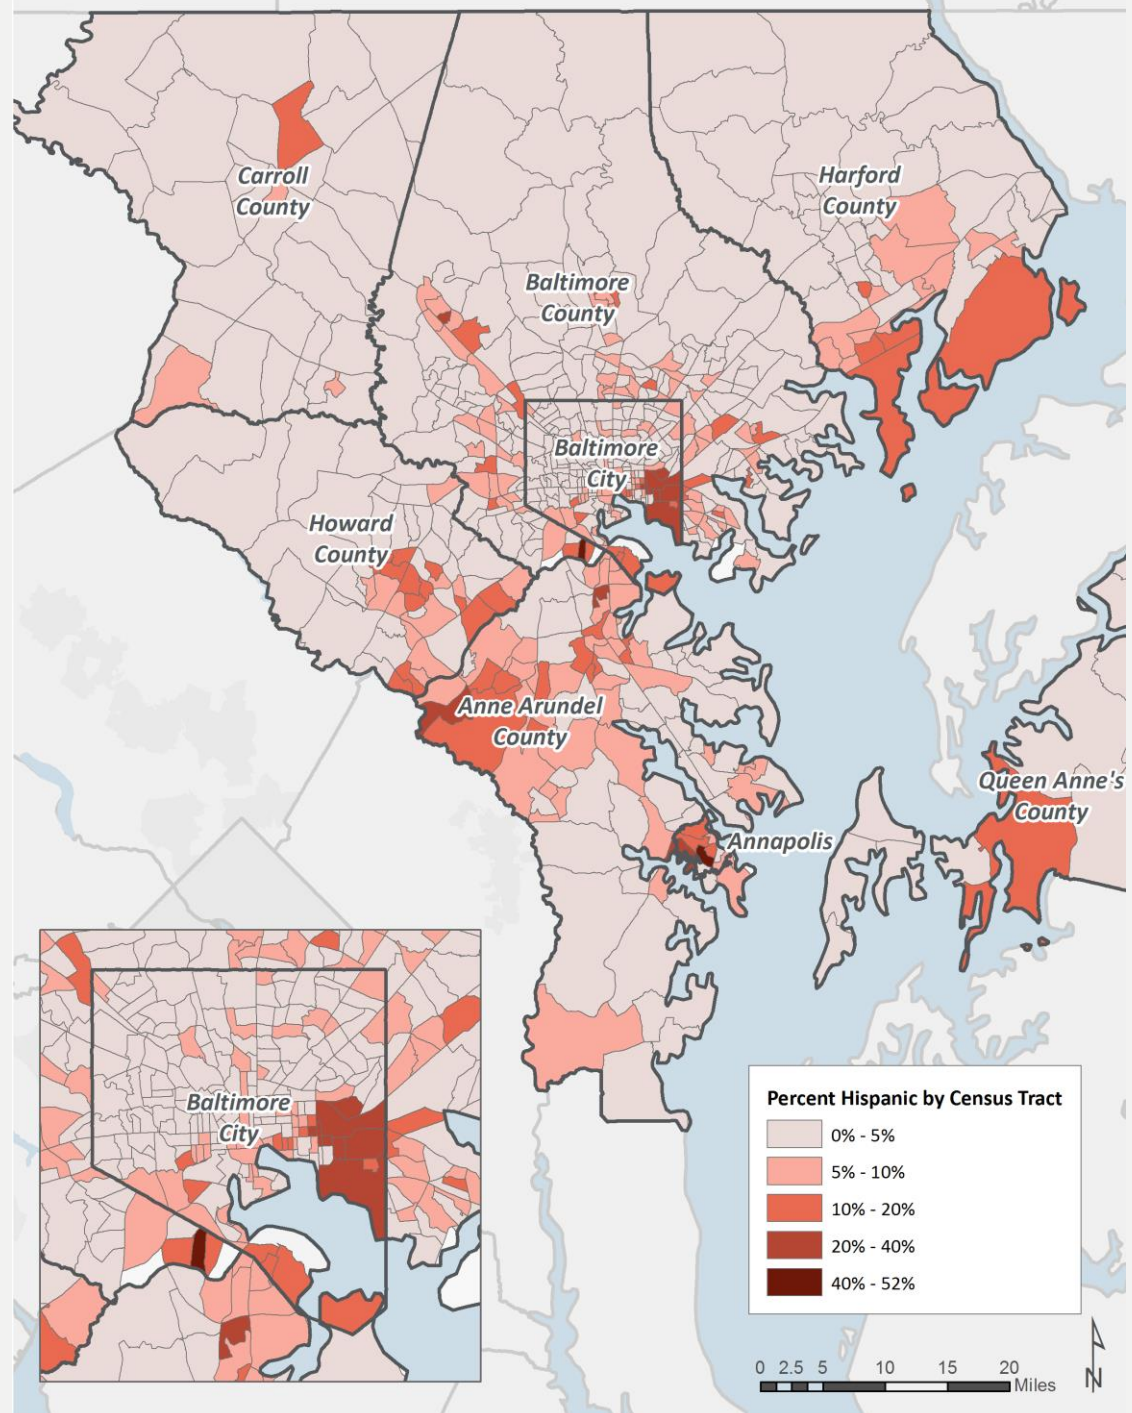 Carroll
County
Harford
County
Baltimore
County
Baltimore
City
Howard
County
Anne Arundel
County
Queen Anne's
County
Annapolis
Baltimore
City
Percent Hispanic by Census Tract
0% - 5%
5% - 10%
10% - 20%
20% - 40%
40% - 52%
0 2.5 5 10 15 20
Miles
N